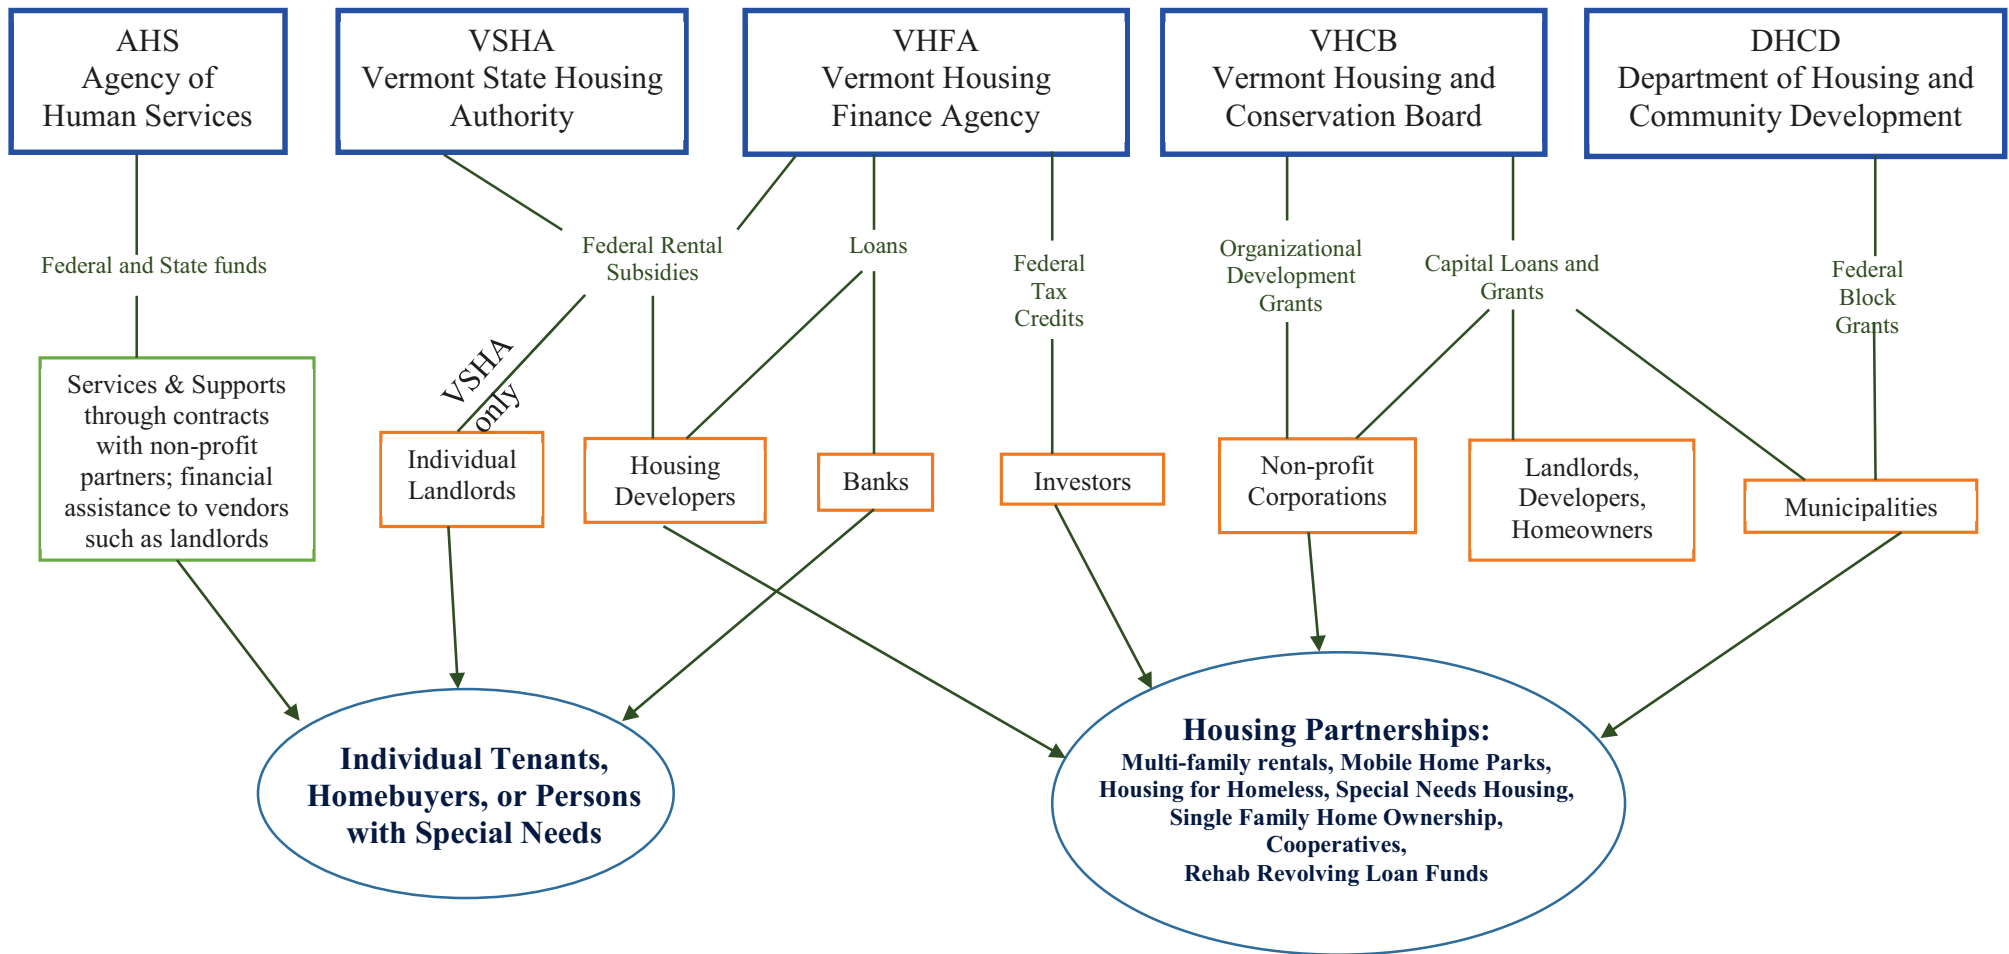 AHS
Agency of
Human Services
VSHA
Vermont State Housing
Authority
VHFA
Vermont Housing
Finance Agency
VHCB
Vermont Housing and
Conservation Board
DHCD
Department of Housing and
Community Development
Federal and State funds
Federal Rental
Subsidies
Loans
Federal
Tax
Credits
Organizational
Development
Grants
Capital Loans and
Grants
Federal
Block
Grants
VSHA
only
Services & Supports
through contracts
with non-profit
partners; financial
assistance to vendors
such as landlords
Individual
Landlords
Housing
Developers
Banks
Investors
Non-profit
Corporations
Landlords,
Developers,
Homeowners
Municipalities
Individual Tenants,
Homebuyers, or Persons
with Special Needs
Housing Partnerships:
Multi-family rentals, Mobile Home Parks,
Housing for Homeless, Special Needs Housing,
Single Family Home Ownership,
Cooperatives,
Rehab Revolving Loan Funds